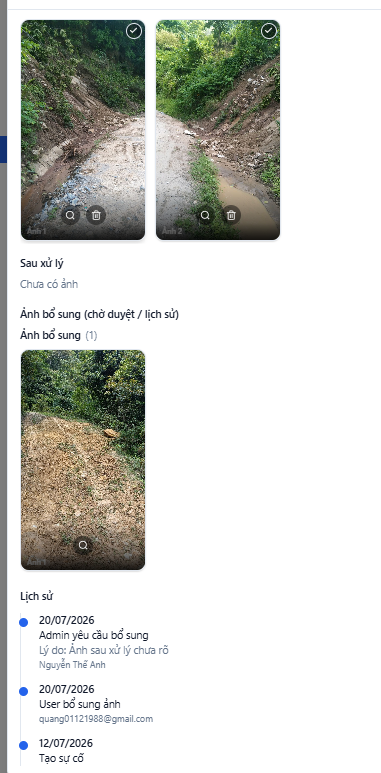 Ảnh 1
Ảnh 2
Sau xử lý
Chưa có ảnh
Ảnh bổ sung (chờ duyệt / lịch sử)
Ảnh bổ sung (1)
Ảnh 1
Lịch sử
20/07/2026
Admin yêu cầu bổ sung
Lý do: Ảnh sau xử lý chưa rõ
Nguyễn Thế Anh
20/07/2026
User bổ sung ảnh
quang01121988@gmail.com
12/07/2026
Tạo sự cố